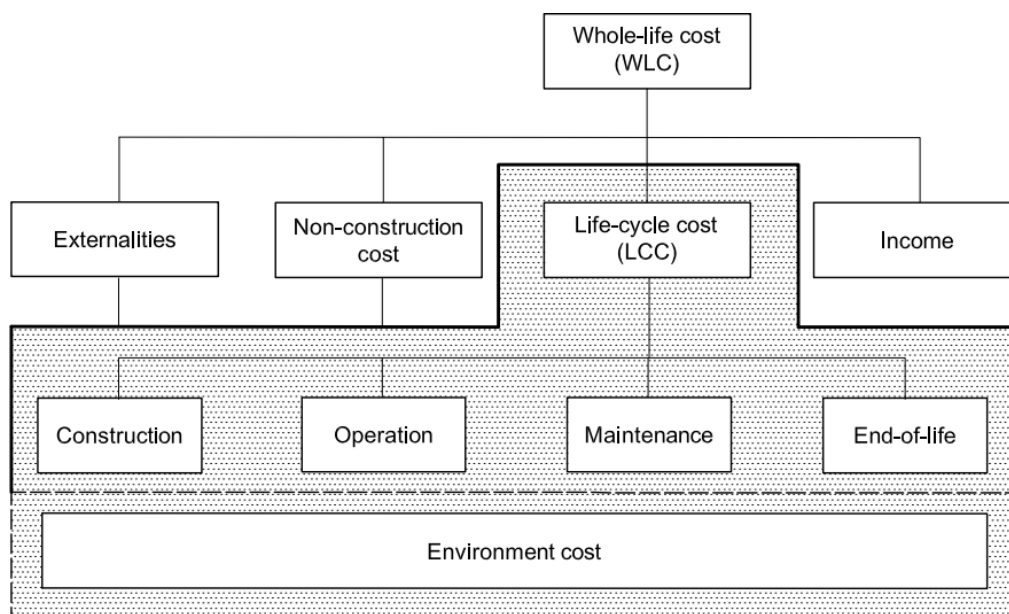 Whole-life cost
(WLC)
Externalities
Non-construction
cost
Life-cycle cost
(LCC)
Income
Construction
Operation
Maintenance
End-of-life
Environment cost